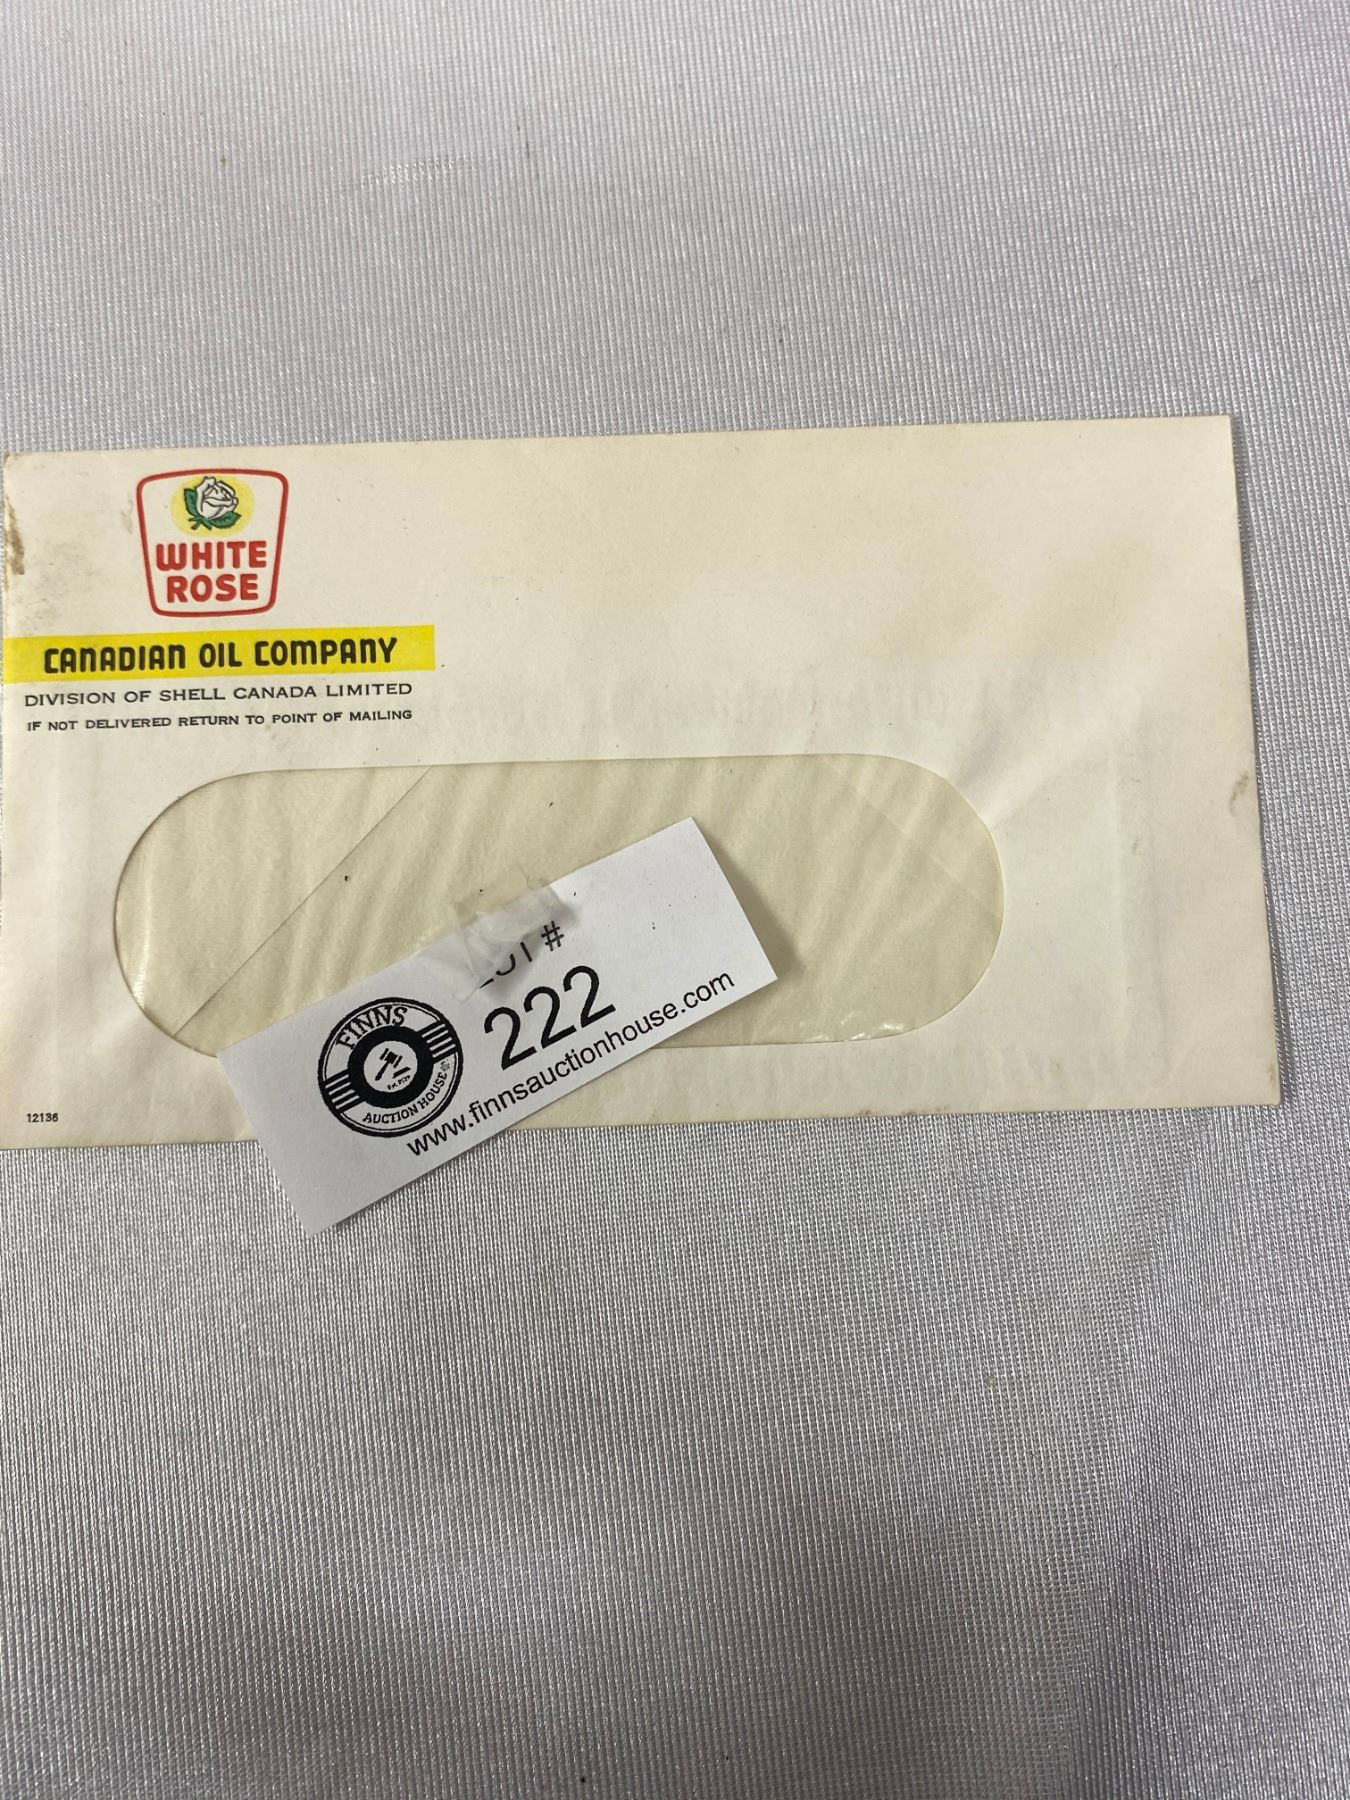 WHITE
ROSE
CANADIAN OIL COMPANY
DIVISION OF SHELL CANADA LIMITED
IF NOT DELIVERED RETURN TO POINT OF MAILING
LOT #
222
FINNS
AUCTION HOUSE
www.finnsauctionhouse.com
12136